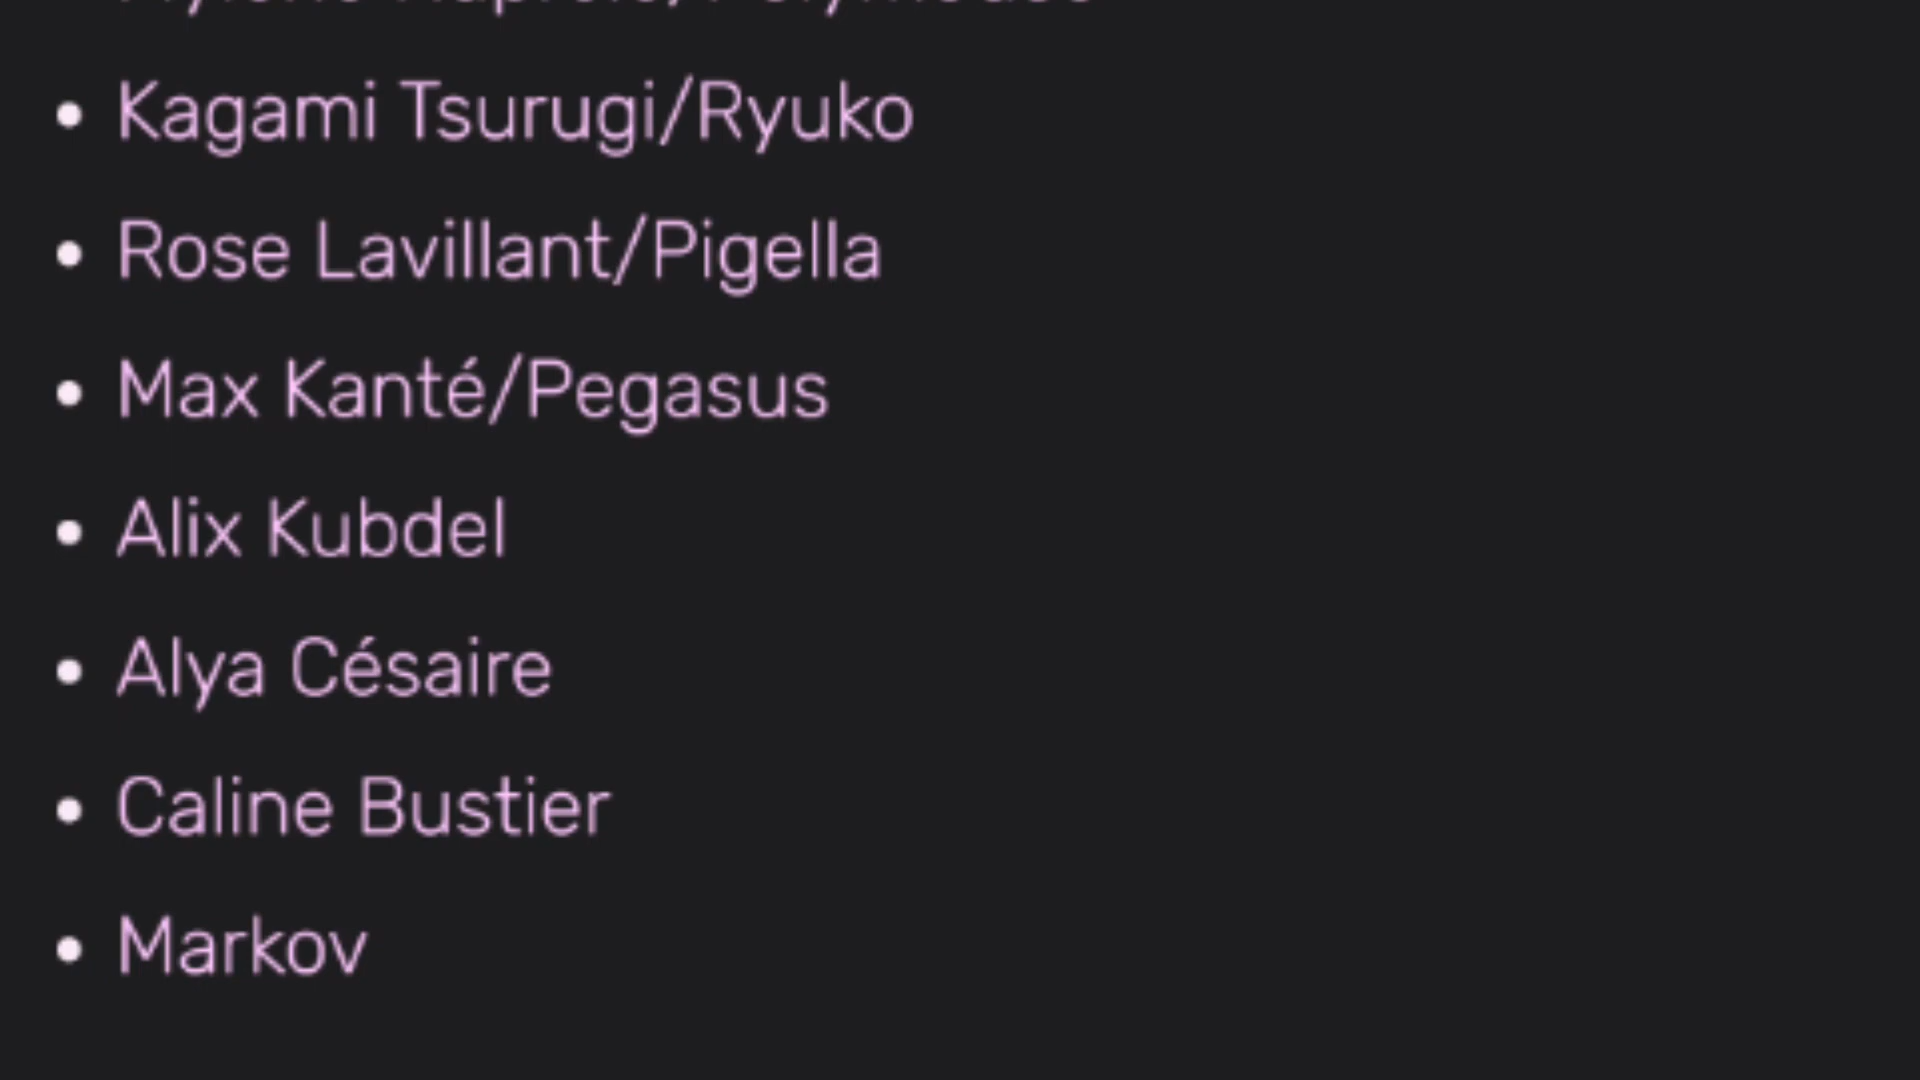 Kagami Tsurugi/Ryuko
Rose Lavillant/Pigella
Max Kanté/Pegasus
Alix Kubdel
Alya Césaire
Caline Bustier
Markov